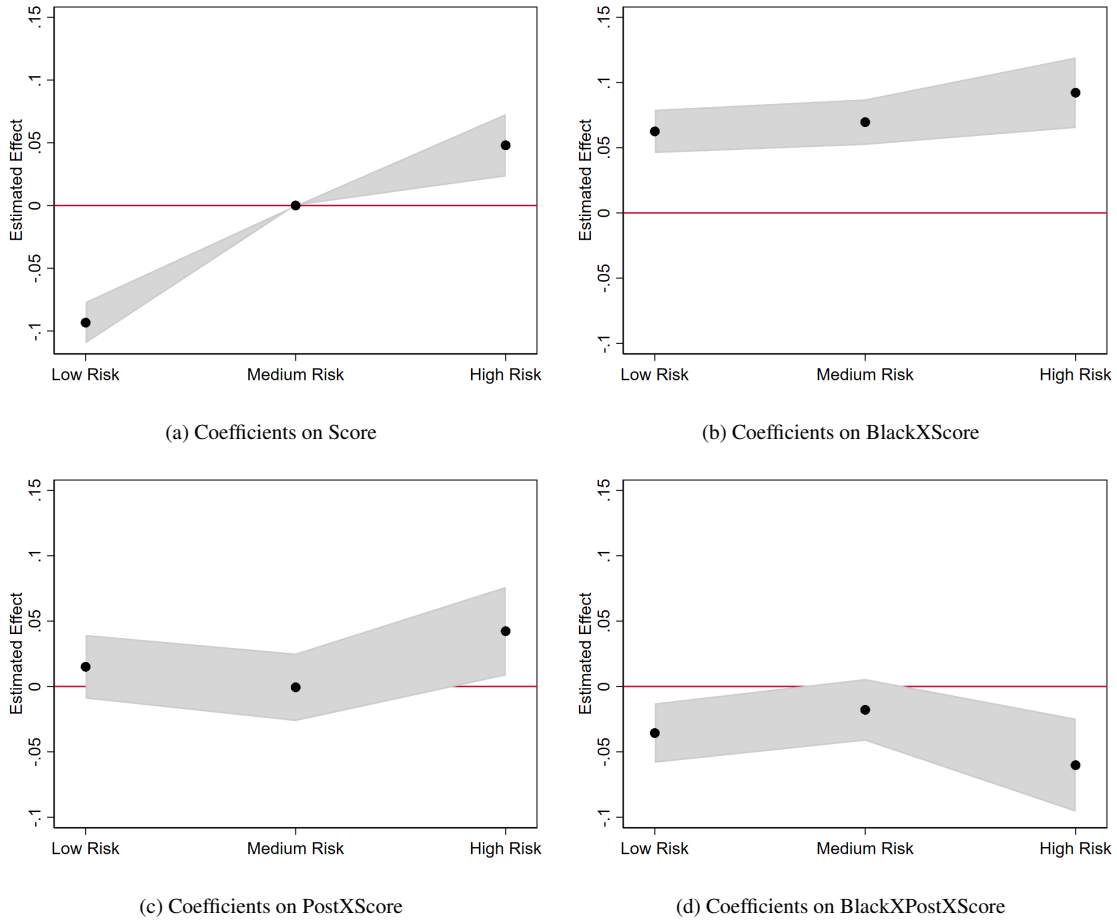 Estimated Effect
.15
.1
.05
0
-.05
-.1
Low Risk Medium Risk High Risk
(a) Coefficients on Score
Estimated Effect
.15
.1
.05
0
-.05
-.1
Low Risk Medium Risk High Risk
(b) Coefficients on BlackXScore
Estimated Effect
.15
.1
.05
0
-.05
-.1
Low Risk Medium Risk High Risk
(c) Coefficients on PostXScore
Estimated Effect
.15
.1
.05
0
-.05
-.1
Low Risk Medium Risk High Risk
(d) Coefficients on BlackXPostXScore